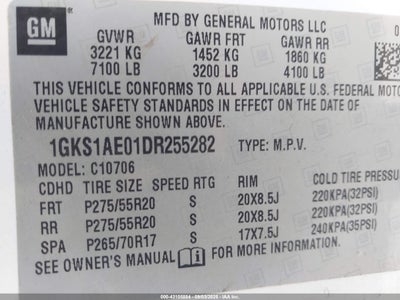 GM
MFD BY GENERAL MOTORS LLC
GVWR GAWR FRT GAWR RR
3221 KG 1452 KG 1860 KG
7100 LB 3200 LB 4100 LB
THIS VEHICLE CONFORMS TO ALL APPLICABLE U.S. FEDERAL MOTOR
VEHICLE SAFETY STANDARDS IN EFFECT ON THE DATE OF
MANUFACTURE SHOWN ABOVE.
1GKS1AE01DR255282 TYPE: M.P.V.
MODEL: C10706
CDHD TIRE SIZE SPEED RTG RIM COLD TIRE PRESSU
FRT P275/55R20 S 20X8.5J 220KPA(32PSI)
RR P275/55R20 S 20X8.5J 220KPA(32PSI)
SPA P265/70R17 S 17X7.5J 240KPA(35PSI)
SEE OWNER'S MANUAL FOR MORE INFORMATION.